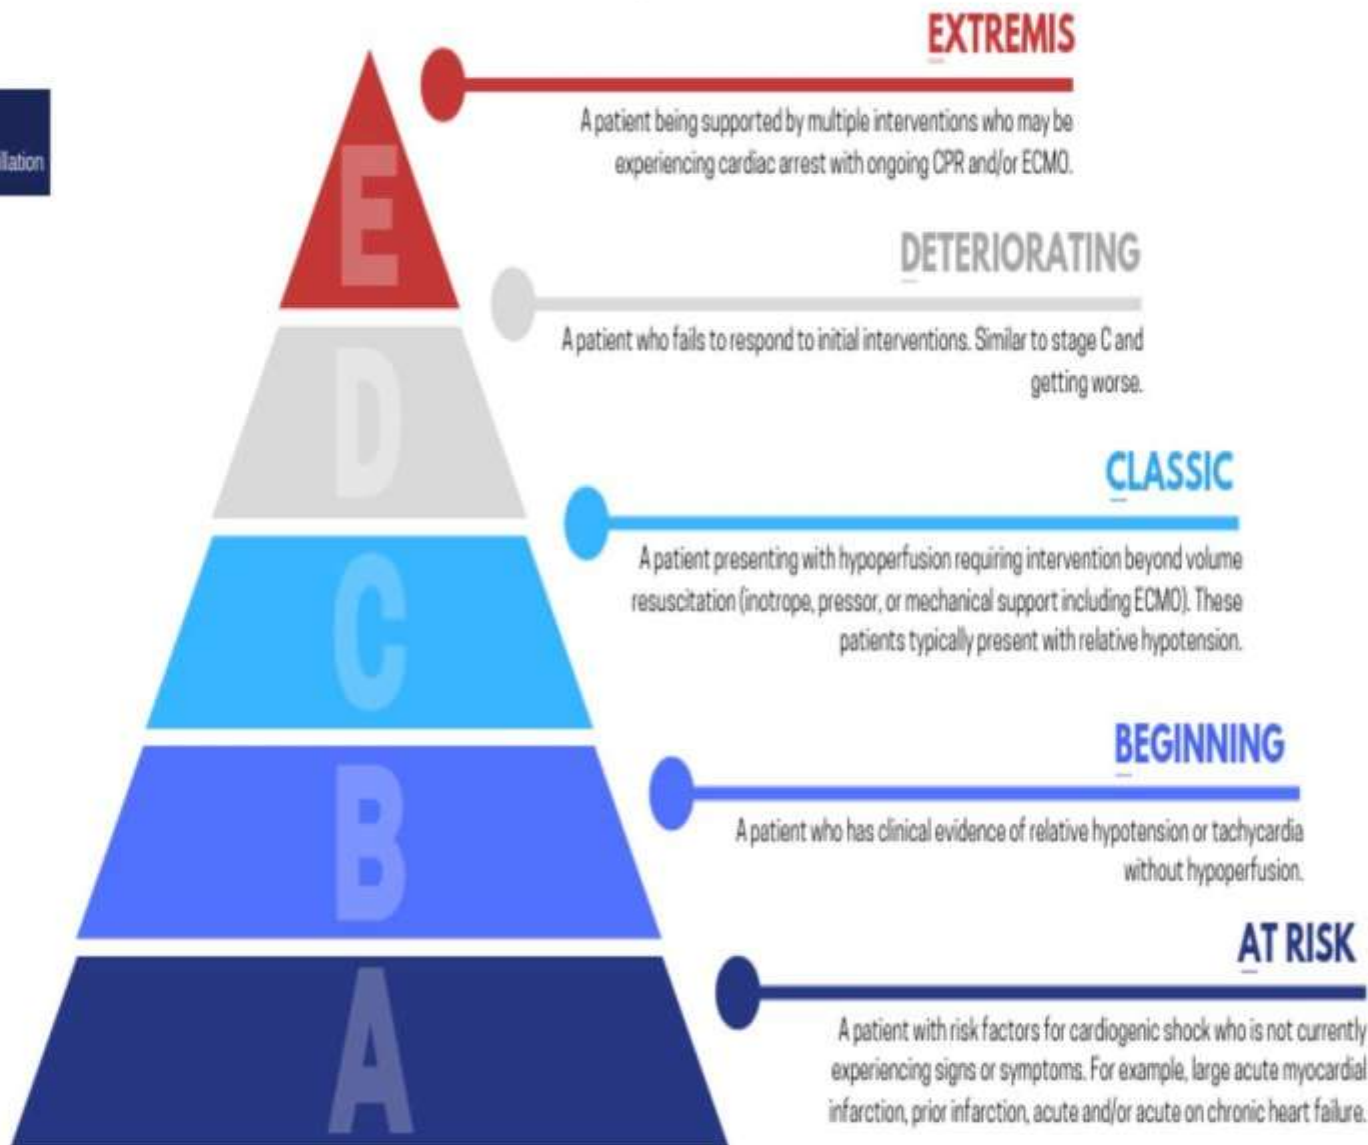 EXTREMIS
A patient being supported by multiple interventions who may be
experiencing cardiac arrest with ongoing CPR and/or ECMO.
E
DETERIORATING
A patient who fails to respond to initial interventions. Similar to stage C and
getting worse.
D
CLASSIC
A patient presenting with hypoperfusion requiring intervention beyond volume
resuscitation (inotrope, pressor, or mechanical support including ECMO). These
patients typically present with relative hypotension.
C
BEGINNING
A patient who has clinical evidence of relative hypotension or tachycardia
without hypoperfusion.
B
AT RISK
A patient with risk factors for cardiogenic shock who is not currently
experiencing signs or symptoms. For example, large acute myocardial
infarction, prior infarction, acute and/or acute on chronic heart failure.
A